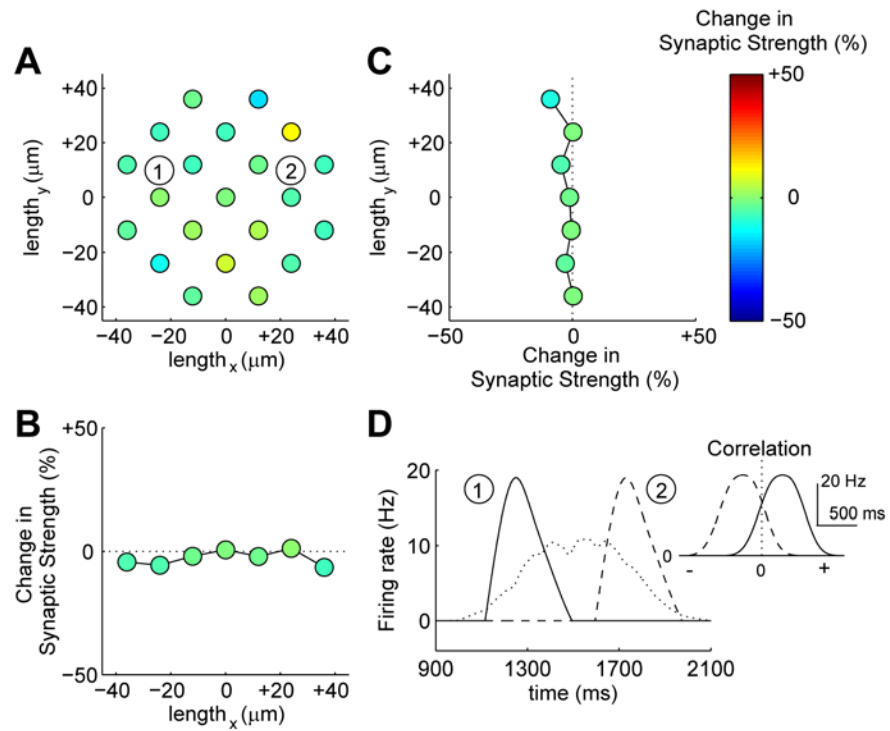 A
+40
+20
0
−20
−40
length_y (μm)
−40 −20 0 +20 +40
length_x (μm)
1
2
C
+40
+20
0
−20
−40
length_y (μm)
−50 0 +50
Change in
Synaptic Strength (%)
Change in
Synaptic Strength (%)
+50
0
−50
B
+50
0
−50
Change in
Synaptic Strength (%)
−40 −20 0 +20 +40
length_x (μm)
D
20
10
0
Firing rate (Hz)
900 1300 1700 2100
time (ms)
1
2
Correlation
20 Hz
500 ms
0
- 0 +